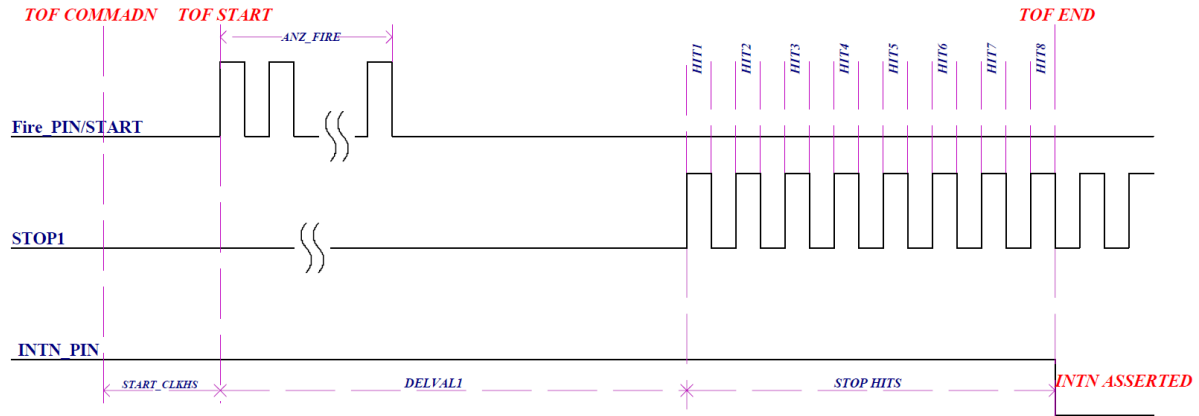 TOF COMMADN
TOF START
TOF END
ANZ_FIRE
HIT1
HIT2
HIT3
HIT4
HIT5
HIT6
HIT7
HIT8
Fire_PIN/START
STOP1
INTN_PIN
START_CLKHS
DELVAL1
STOP HITS
INTN ASSERTED